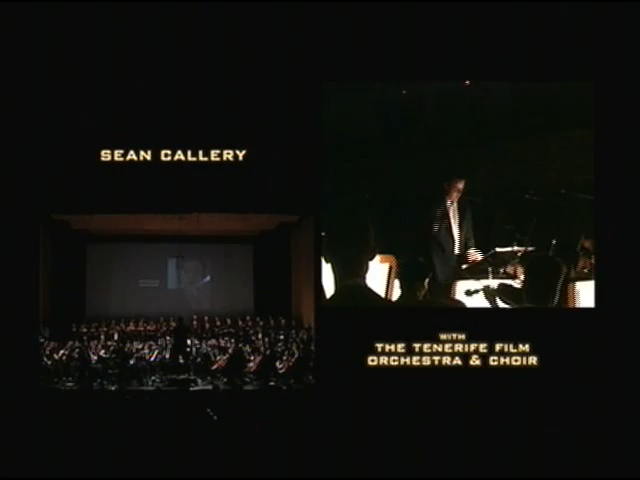 SEAN CALLERY
WITH
THE TENERIFE FILM
ORCHESTRA & CHOIR